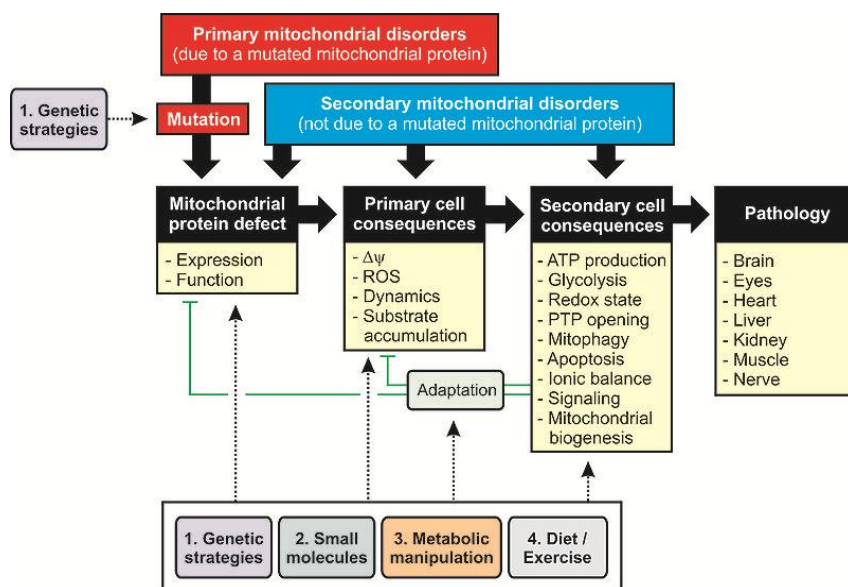 Primary mitochondrial disorders
(due to a mutated mitochondrial protein)
1. Genetic
strategies
Mutation
Secondary mitochondrial disorders
(not due to a mutated mitochondrial protein)
Mitochondrial
protein defect
- Expression
- Function
Primary cell
consequences
- Δψ
- ROS
- Dynamics
- Substrate
accumulation
Secondary cell
consequences
- ATP production
- Glycolysis
- Redox state
- PTP opening
- Mitophagy
- Apoptosis
- Ionic balance
- Signaling
- Mitochondrial
biogenesis
Pathology
- Brain
- Eyes
- Heart
- Liver
- Kidney
- Muscle
- Nerve
Adaptation
1. Genetic
strategies
2. Small
molecules
3. Metabolic
manipulation
4. Diet /
Exercise